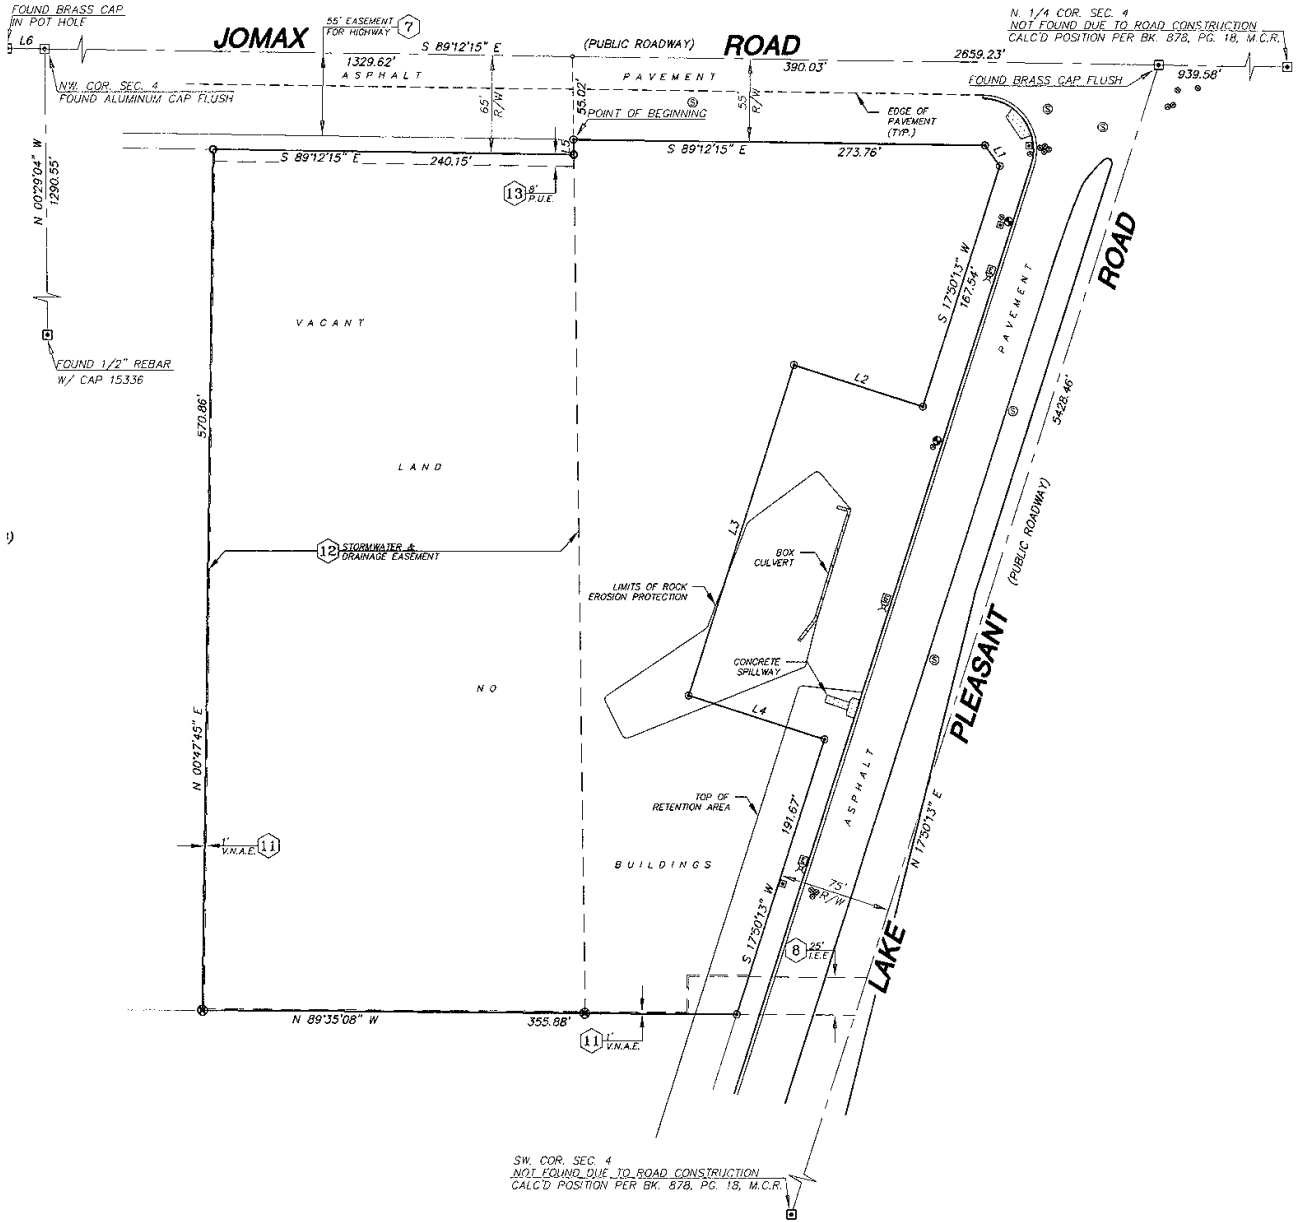 FOUND BRASS CAP
IN POT HOLE
L6
JOMAX
55' EASEMENT
FOR HIGHWAY
7
S 89°12'15" E
(PUBLIC ROADWAY)
ROAD
2659.23'
N. 1/4 COR. SEC. 4
NOT FOUND DUE TO ROAD CONSTRUCTION
CALC'D POSITION PER BK. 878, PG. 18, M.C.R.
1329.62'
390.03'
939.58'
ASPHALT
PAVEMENT
FOUND BRASS CAP FLUSH
NW. COR. SEC. 4
FOUND ALUMINUM CAP FLUSH
65'
R/W
55.02'
55'
R/W
POINT OF BEGINNING
EDGE OF
PAVEMENT
(TYP.)
L5
S 89°12'15" E
240.15'
S 89°12'15" E
273.76'
L1
13
8'
P.U.E.
N 00°29'04" W
1290.55'
ROAD
S 17°50'13" W
167.54'
PAVEMENT
VACANT
FOUND 1/2" REBAR
W/ CAP 15336
L2
570.86'
5428.46'
LAND
L3
(PUBLIC ROADWAY)
12
STORMWATER &
DRAINAGE EASEMENT
BOX
CULVERT
LIMITS OF ROCK
EROSION PROTECTION
CONCRETE
SPILLWAY
PLEASANT
NO
L4
N 00°47'45" E
ASPHALT
TOP OF
RETENTION AREA
191.67'
N 17°50'13" E
1'
V.N.A.E.
11
BUILDINGS
75'
R/W
S 17°50'13" W
8
25'
I.E.E.
LAKE
N 89°35'08" W
355.88'
11
1'
V.N.A.E.
SW. COR. SEC. 4
NOT FOUND DUE TO ROAD CONSTRUCTION
CALC'D POSITION PER BK. 878, PG. 18, M.C.R.